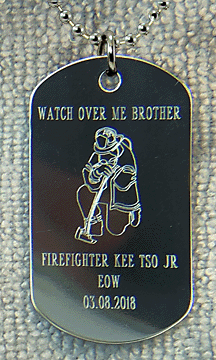 WATCH OVER ME BROTHER
FIREFIGHTER KEE TSO JR
EOW
03.08.2018